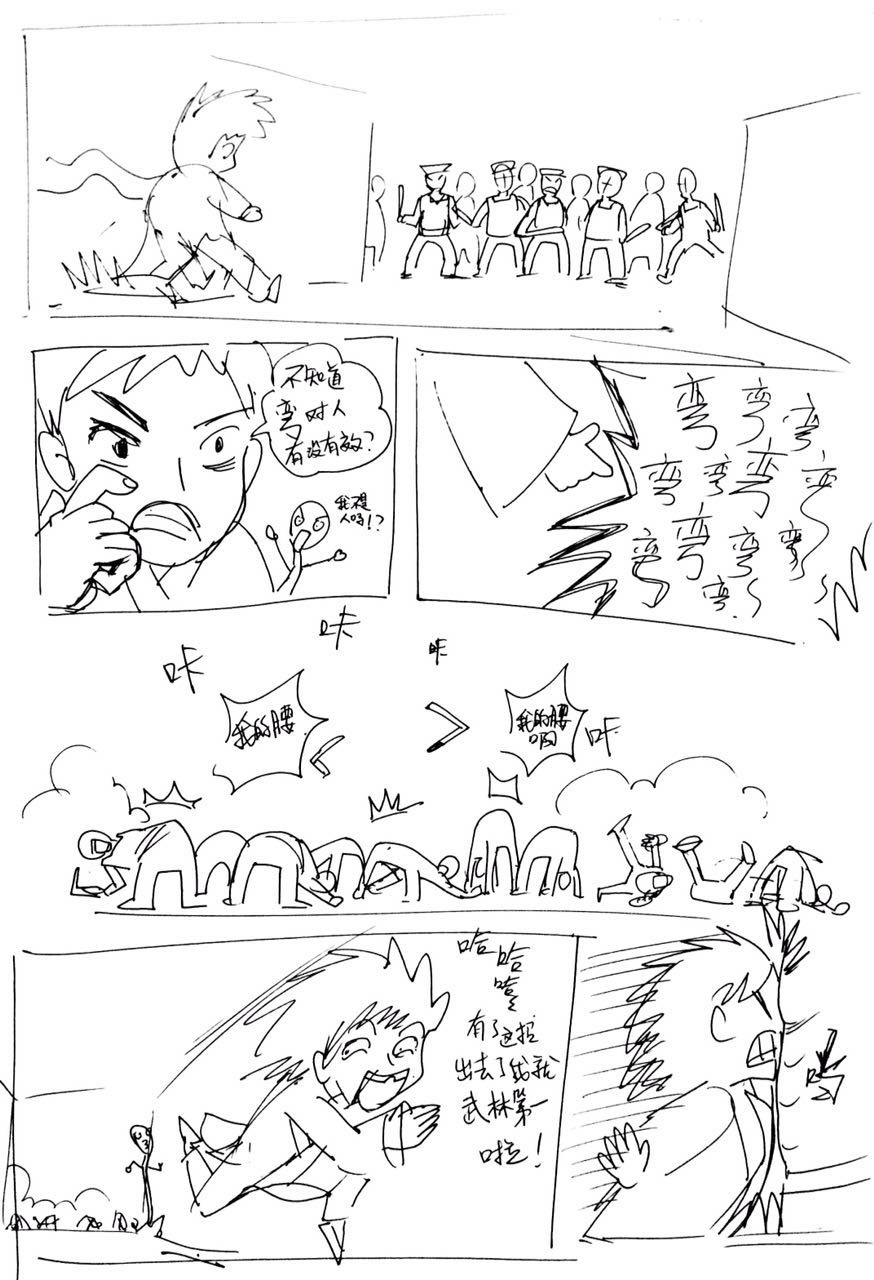 不知道
弯对人
有没有效？
我不是
人吗！？
弯 弯 弯
弯 弯 弯 弯
弯 弯 弯 弯
弯
咔
咔
咔
我的腰
我的腰
啊
咔
哈
哈
嗄
有了这招
出去了我就
武林第一
啦！